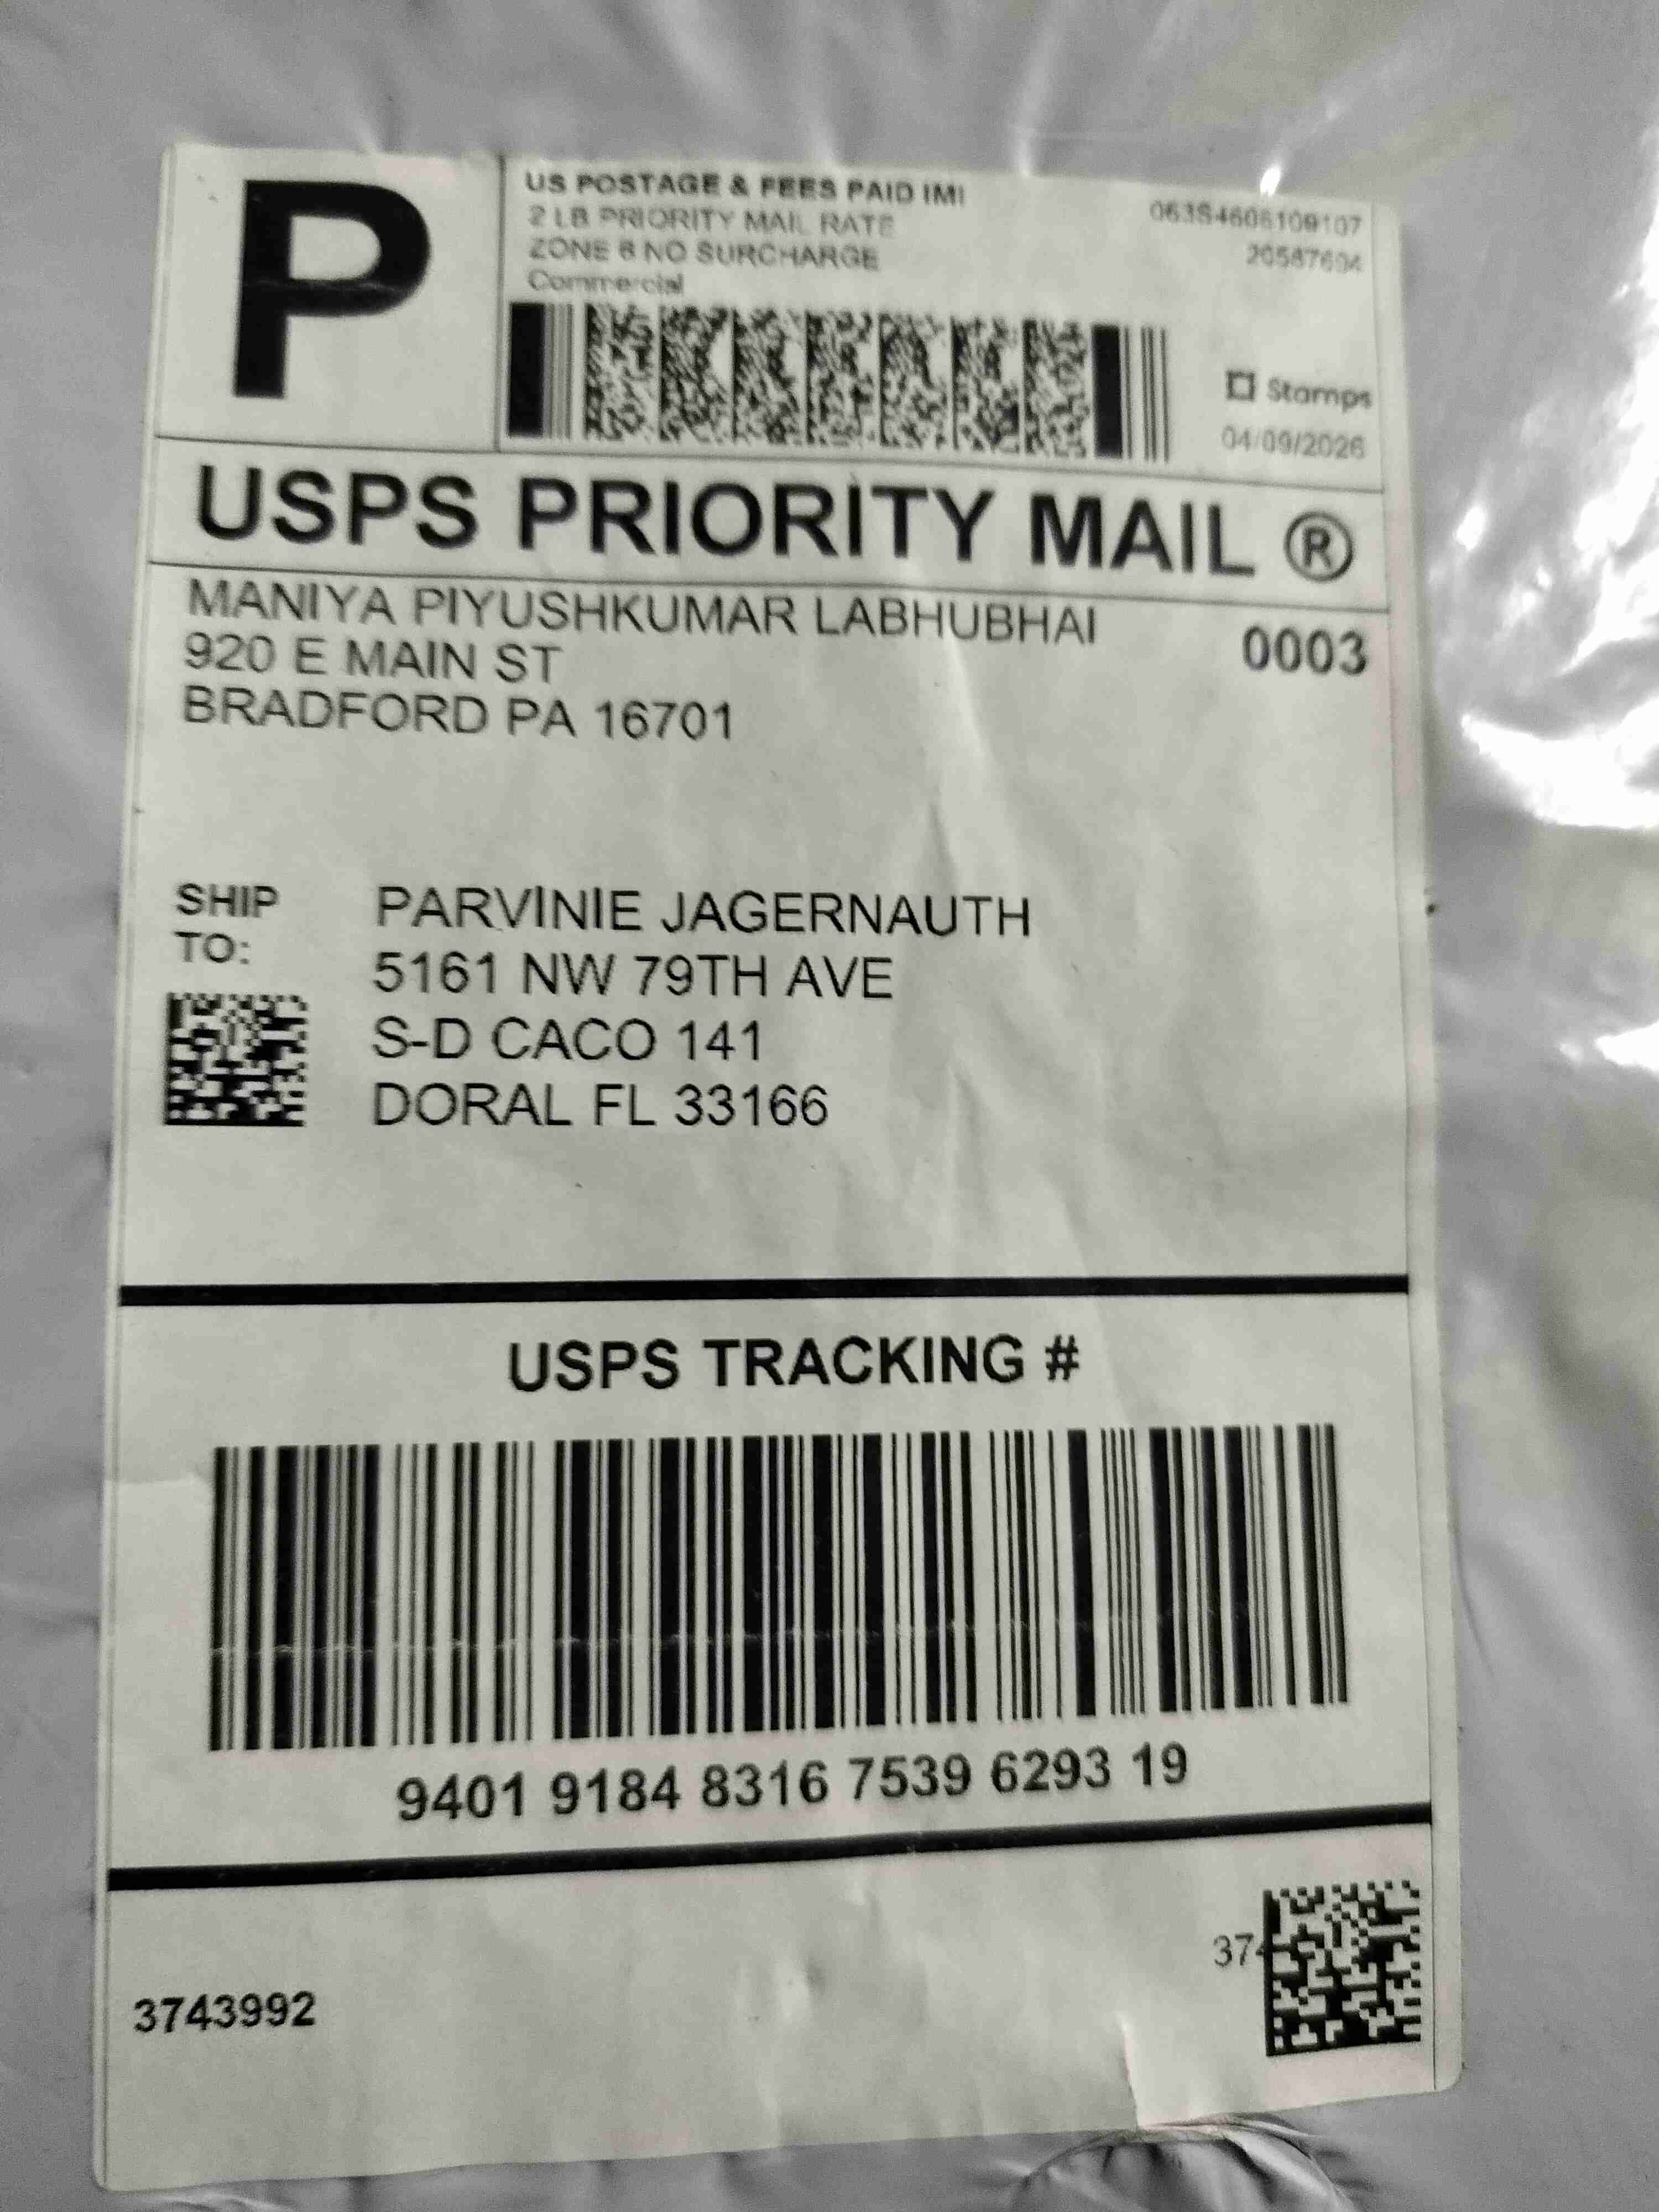 P
US POSTAGE & FEES PAID IMI
2 LB PRIORITY MAIL RATE
ZONE 6 NO SURCHARGE
Commercial
063S4606109107
20587604
Stamps
04/09/2026
USPS PRIORITY MAIL ®
MANIYA PIYUSHKUMAR LABHUBHAI
920 E MAIN ST
BRADFORD PA 16701
0003
SHIP
TO:
PARVINIE JAGERNAUTH
5161 NW 79TH AVE
S-D CACO 141
DORAL FL 33166
USPS TRACKING #
9401 9184 8316 7539 6293 19
3743992